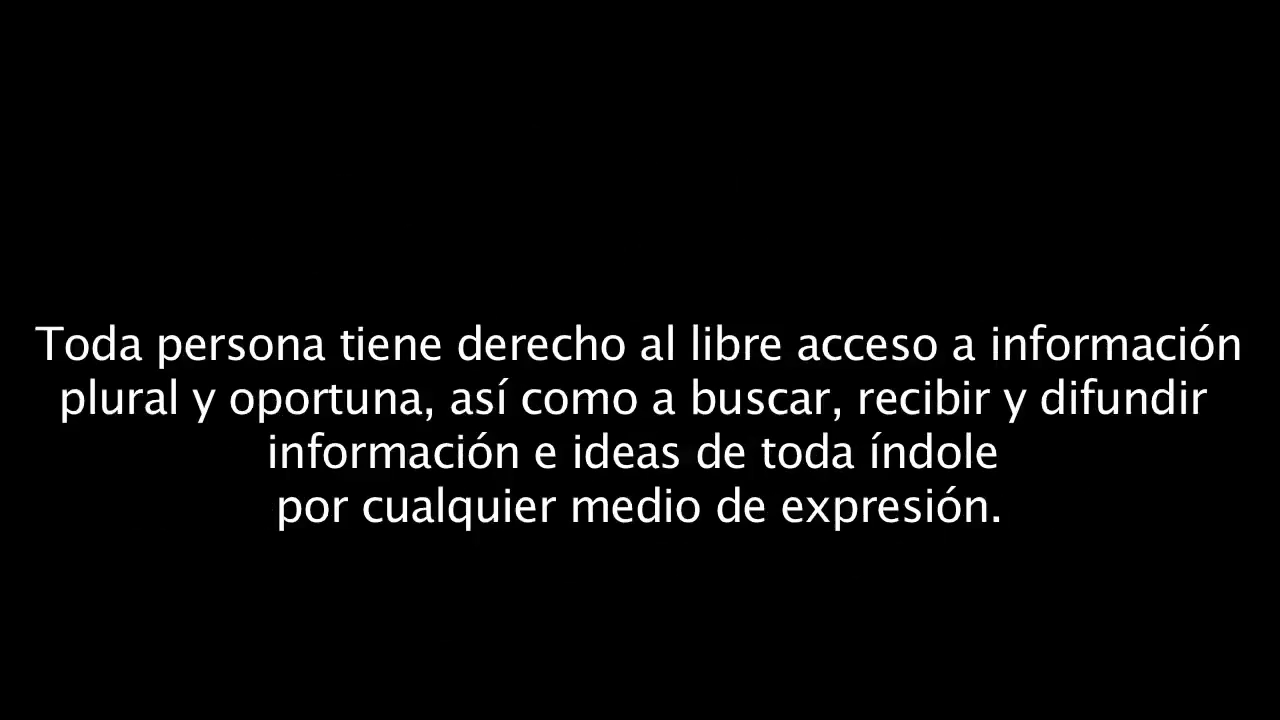 Toda persona tiene derecho al libre acceso a información
plural y oportuna, así como a buscar, recibir y difundir
información e ideas de toda índole
por cualquier medio de expresión.